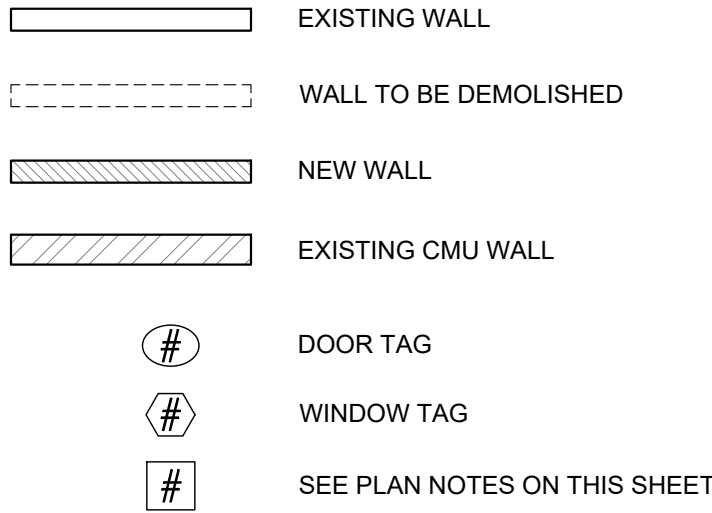 EXISTING WALL
WALL TO BE DEMOLISHED
NEW WALL
EXISTING CMU WALL
# DOOR TAG
# WINDOW TAG
# SEE PLAN NOTES ON THIS SHEET